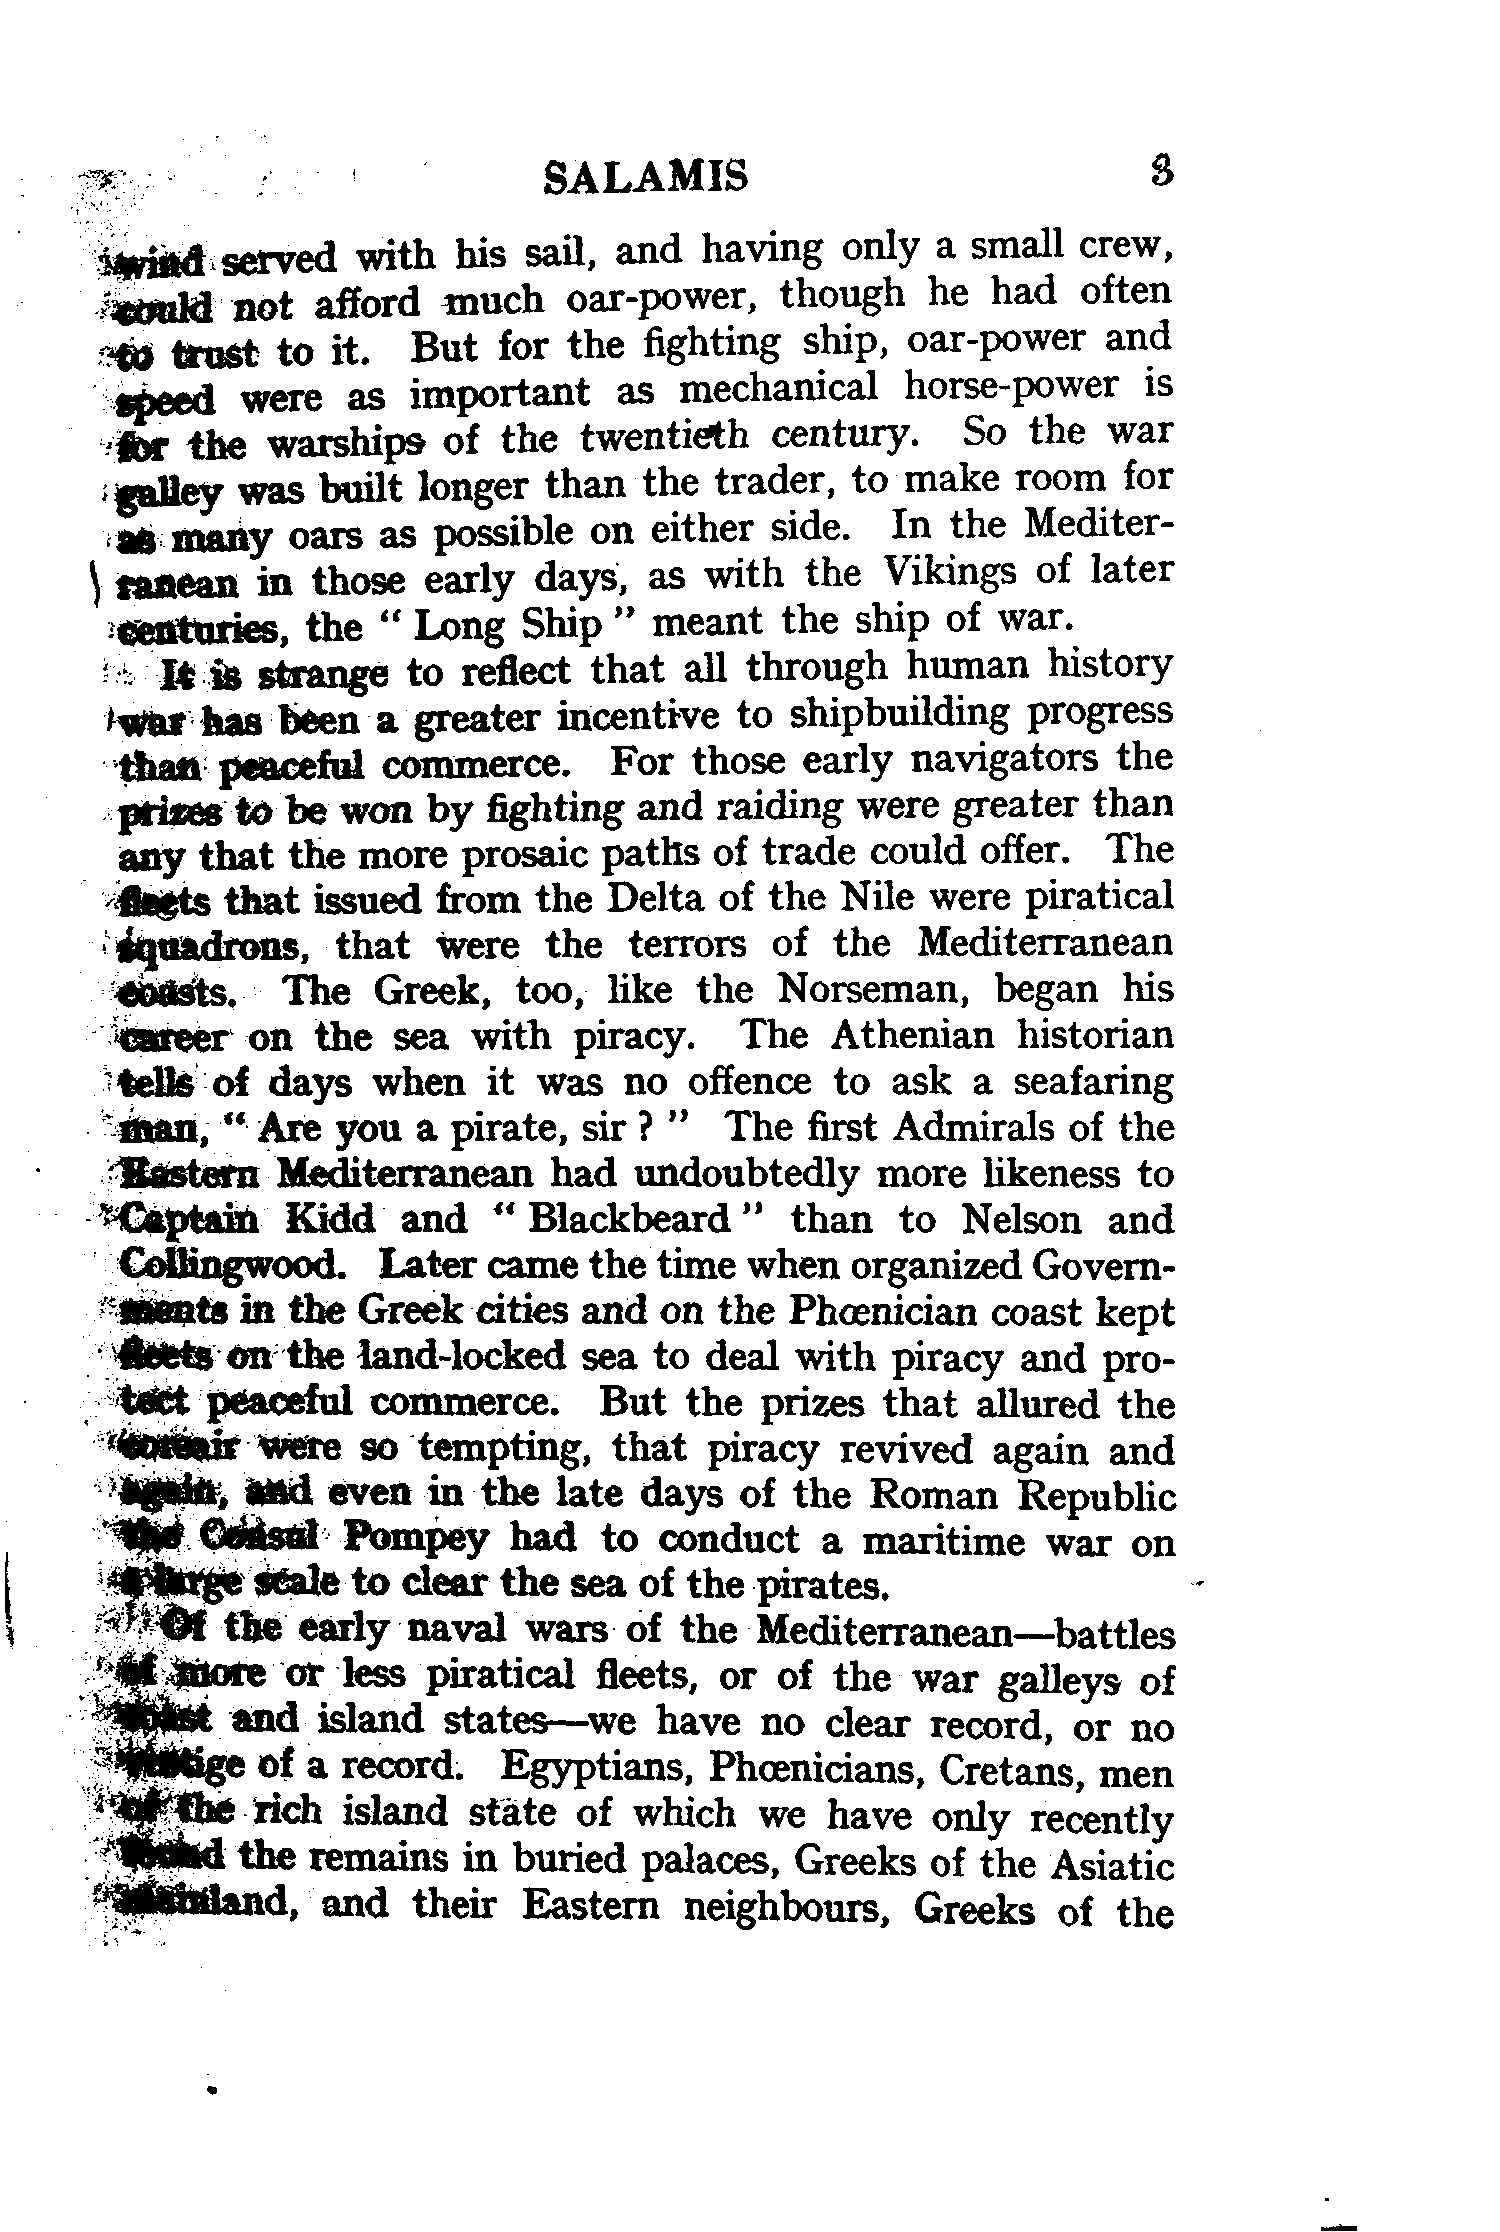 SALAMIS 3
wind served with his sail, and having only a small crew,
could not afford much oar-power, though he had often
to trust to it. But for the fighting ship, oar-power and
speed were as important as mechanical horse-power is
for the warships of the twentieth century. So the war
galley was built longer than the trader, to make room for
as many oars as possible on either side. In the Mediter-
ranean in those early days, as with the Vikings of later
centuries, the “ Long Ship ” meant the ship of war.
It is strange to reflect that all through human history
war has been a greater incentive to shipbuilding progress
than peaceful commerce. For those early navigators the
prizes to be won by fighting and raiding were greater than
any that the more prosaic paths of trade could offer. The
fleets that issued from the Delta of the Nile were piratical
squadrons, that were the terrors of the Mediterranean
coasts. The Greek, too, like the Norseman, began his
career on the sea with piracy. The Athenian historian
tells of days when it was no offence to ask a seafaring
man, “ Are you a pirate, sir ? ” The first Admirals of the
Eastern Mediterranean had undoubtedly more likeness to
Captain Kidd and “ Blackbeard ” than to Nelson and
Collingwood. Later came the time when organized Govern-
ments in the Greek cities and on the Phœnician coast kept
fleets on the land-locked sea to deal with piracy and pro-
tect peaceful commerce. But the prizes that allured the
corsair were so tempting, that piracy revived again and
again, and even in the late days of the Roman Republic
the Consul Pompey had to conduct a maritime war on
a large scale to clear the sea of the pirates.
Of the early naval wars of the Mediterranean—battles
of more or less piratical fleets, or of the war galleys of
coast and island states—we have no clear record, or no
vestige of a record. Egyptians, Phœnicians, Cretans, men
of the rich island state of which we have only recently
found the remains in buried palaces, Greeks of the Asiatic
mainland, and their Eastern neighbours, Greeks of the